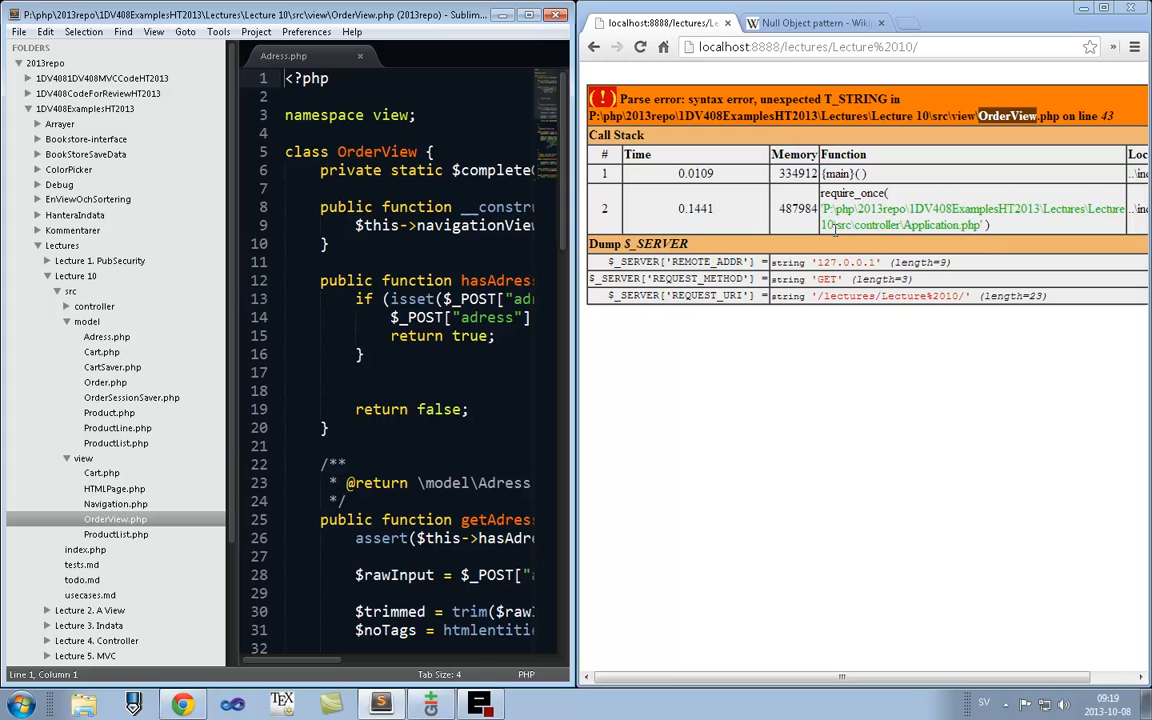 P:\php\2013repo\1DV408ExamplesHT2013\Lectures\Lecture 10\src\view\OrderView.php (2013repo) - Sublim...
File Edit Selection Find View Goto Tools Project Preferences Help
FOLDERS
2013repo
1DV4081DV408MVCCodeHT2013
1DV408CodeForReviewHT2013
1DV408ExamplesHT2013
Arrayer
Bookstore-interface
BookStoreSaveData
ColorPicker
Debug
EnViewOchSortering
HanteraIndata
Kommentarer
Lectures
Lecture 1. PubSecurity
Lecture 10
src
controller
model
Adress.php
Cart.php
CartSaver.php
Order.php
OrderSessionSaver.php
Product.php
ProductLine.php
ProductList.php
view
Cart.php
HTMLPage.php
Navigation.php
OrderView.php
ProductList.php
index.php
tests.md
todo.md
usecases.md
Lecture 2. A View
Lecture 3. Indata
Lecture 4. Controller
Lecture 5. MVC
Adress.php
1 <?php
2
3 namespace view;
4
5 class OrderView {
6 private static $complete
7
8 public function __constru
9 $this->navigationView
10 }
11
12 public function hasAdres
13 if (isset($_POST["adr
14 $_POST["adress"]
15 return true;
16 }
17
18
19 return false;
20 }
21
22 /**
23 * @return \model\Adress
24 */
25 public function getAdres
26 assert($this->hasAdre
27
28 $rawInput = $_POST["a
29
30 $trimmed = trim($rawI
31 $noTags = htmlentitie
32
Line 1, Column 1 Tab Size: 4 PHP
localhost:8888/lectures/Le
Null Object pattern - Wikip
localhost:8888/lectures/Lecture%2010/
( ! ) Parse error: syntax error, unexpected T_STRING in
P:\php\2013repo\1DV408ExamplesHT2013\Lectures\Lecture 10\src\view\OrderView.php on line 43
Call Stack
# Time Memory Function Loc
1 0.0109 334912 {main}( ) ..\inc
2 0.1441 487984 require_once(
'P:\php\2013repo\1DV408ExamplesHT2013\Lectures\Lecture
10\src\controller\Application.php' ) ..\inc
Dump $_SERVER
$_SERVER['REMOTE_ADDR'] = string '127.0.0.1' (length=9)
$_SERVER['REQUEST_METHOD'] = string 'GET' (length=3)
$_SERVER['REQUEST_URI'] = string '/lectures/Lecture%2010/' (length=23)
SV
09:19
2013-10-08